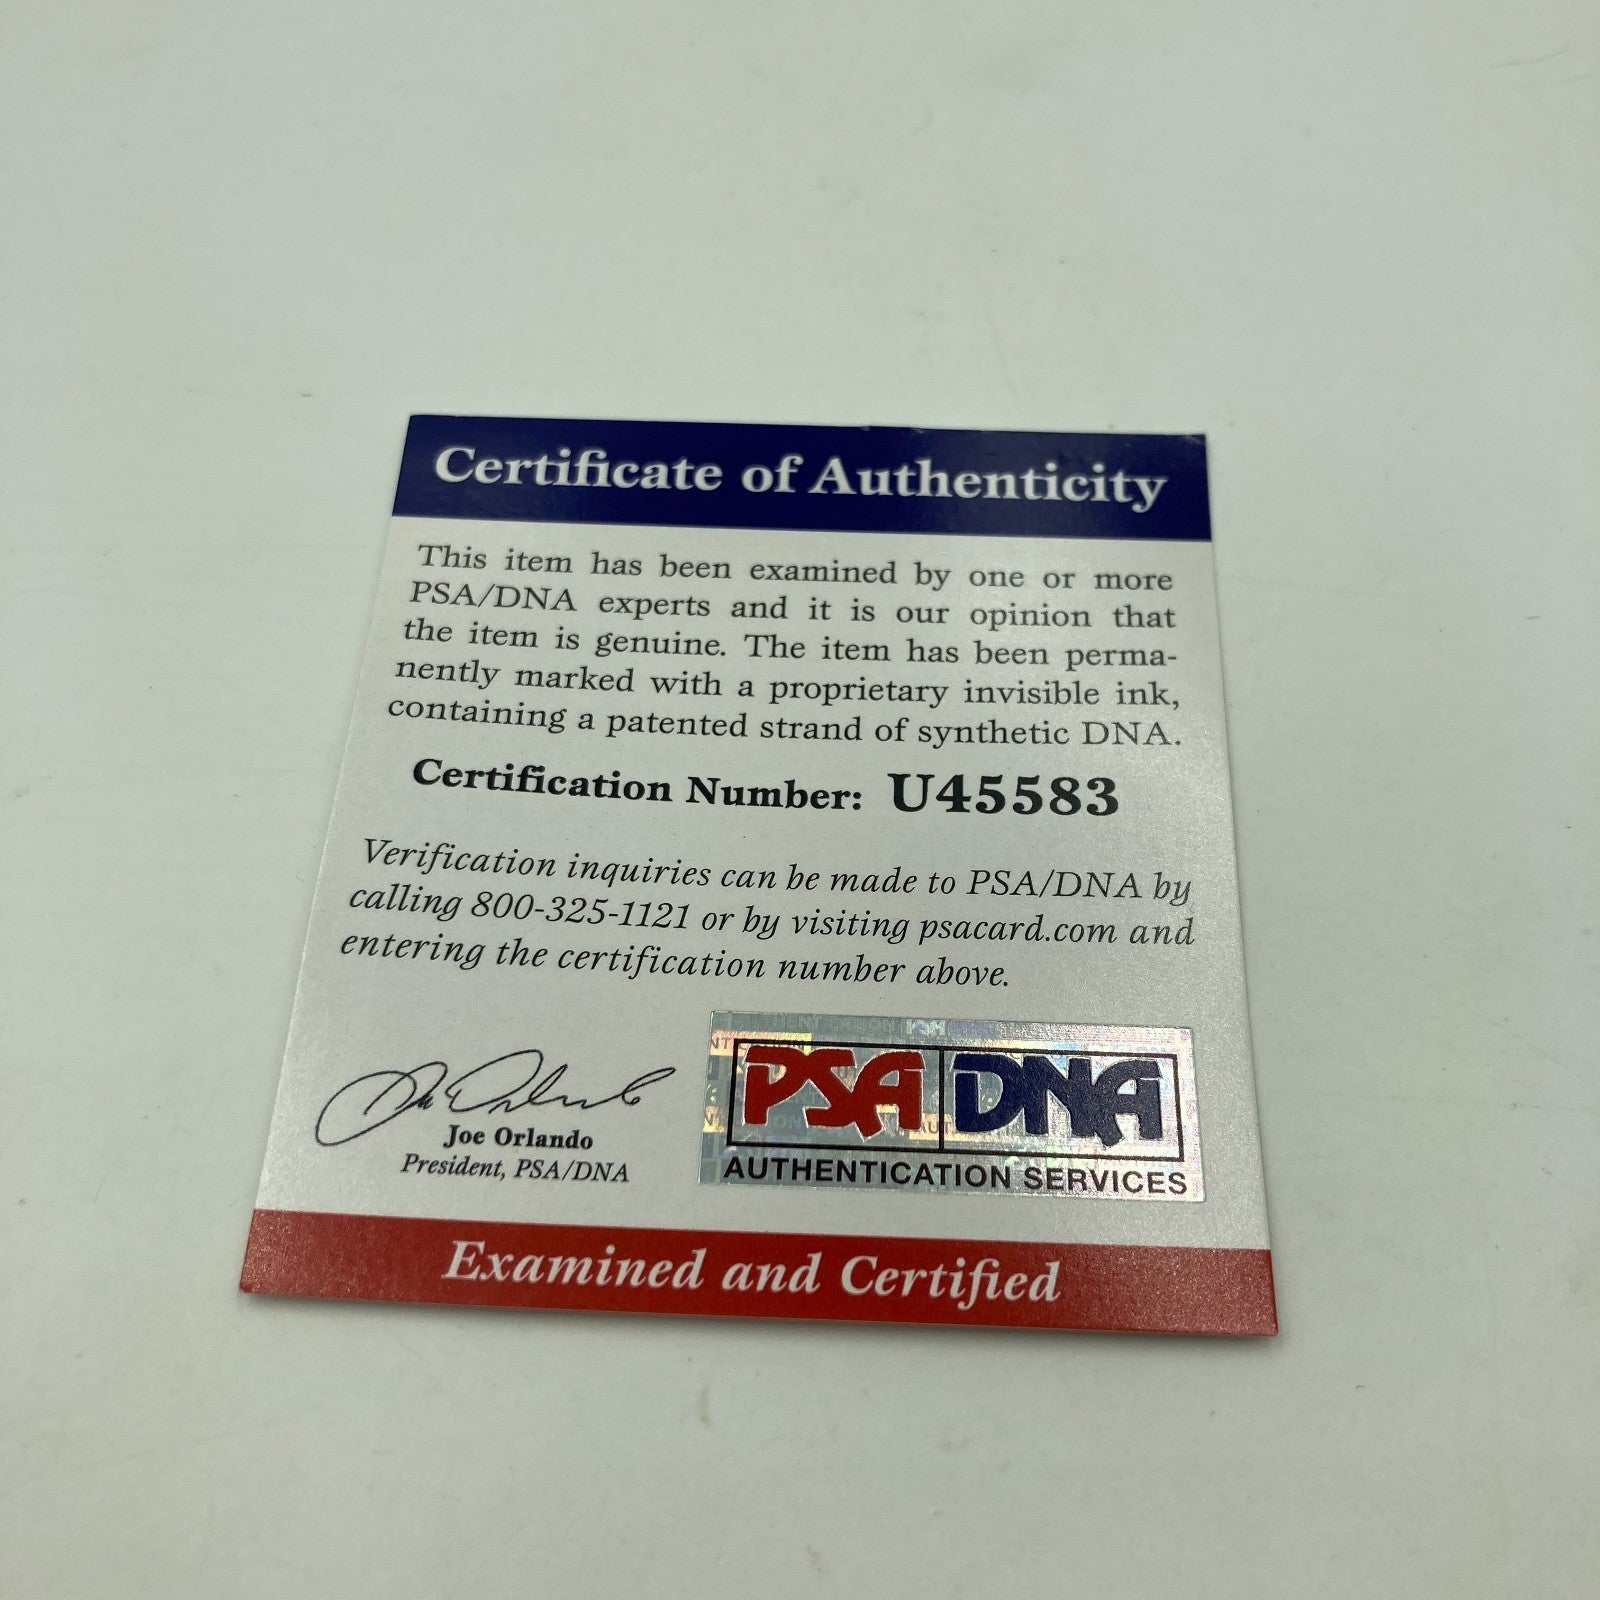 Certificate of Authenticity
This item has been examined by one or more
PSA/DNA experts and it is our opinion that
the item is genuine. The item has been perma-
nently marked with a proprietary invisible ink,
containing a patented strand of synthetic DNA.
Certification Number: U45583
Verification inquiries can be made to PSA/DNA by
calling 800-325-1121 or by visiting psacard.com and
entering the certification number above.
Joe Orlando
President, PSA/DNA
PSA DNA
AUTHENTICATION SERVICES
Examined and Certified